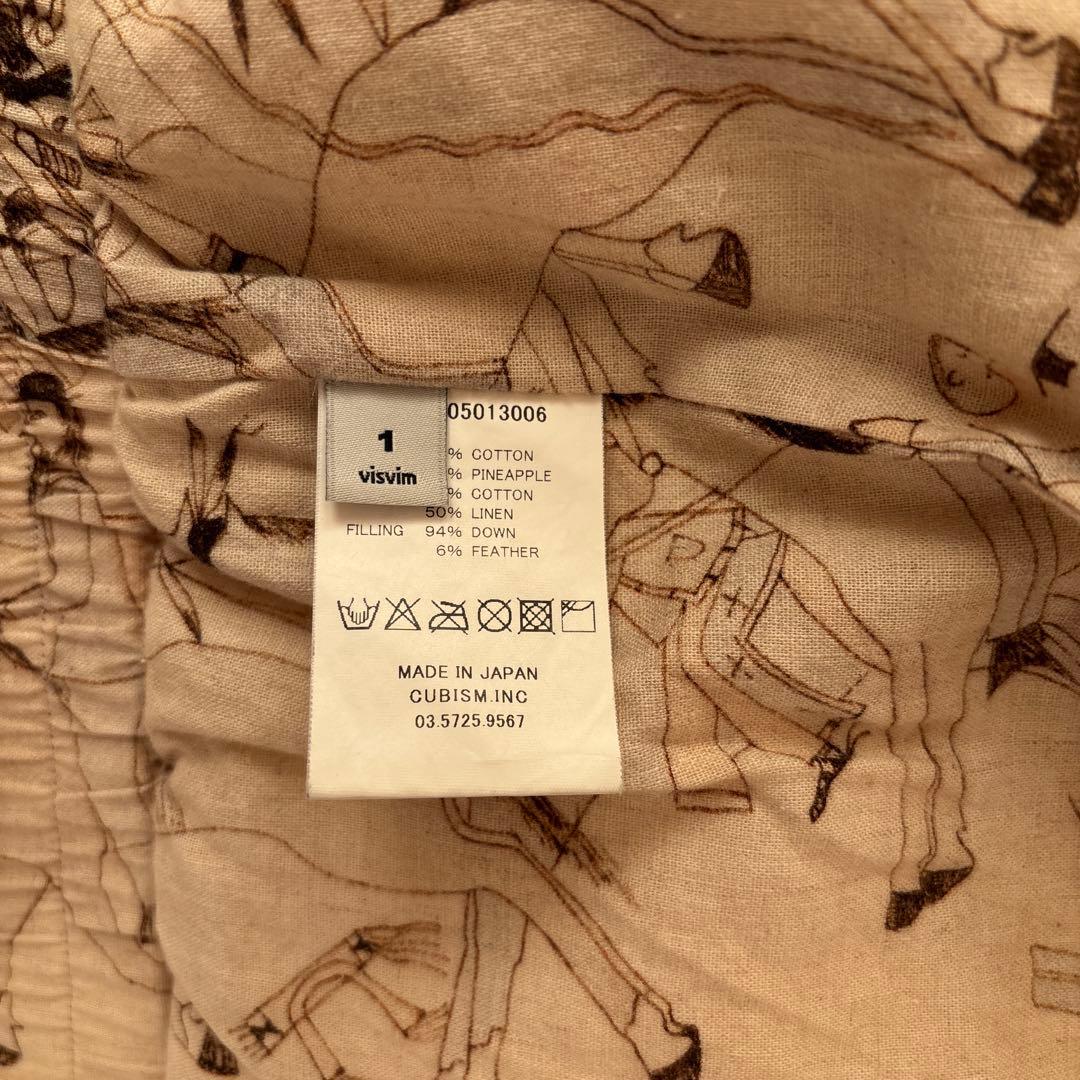 05013006
1
visvim
% COTTON
% PINEAPPLE
% COTTON
50% LINEN
FILLING 94% DOWN
6% FEATHER
MADE IN JAPAN
CUBISM.INC
03.5725.9567
P